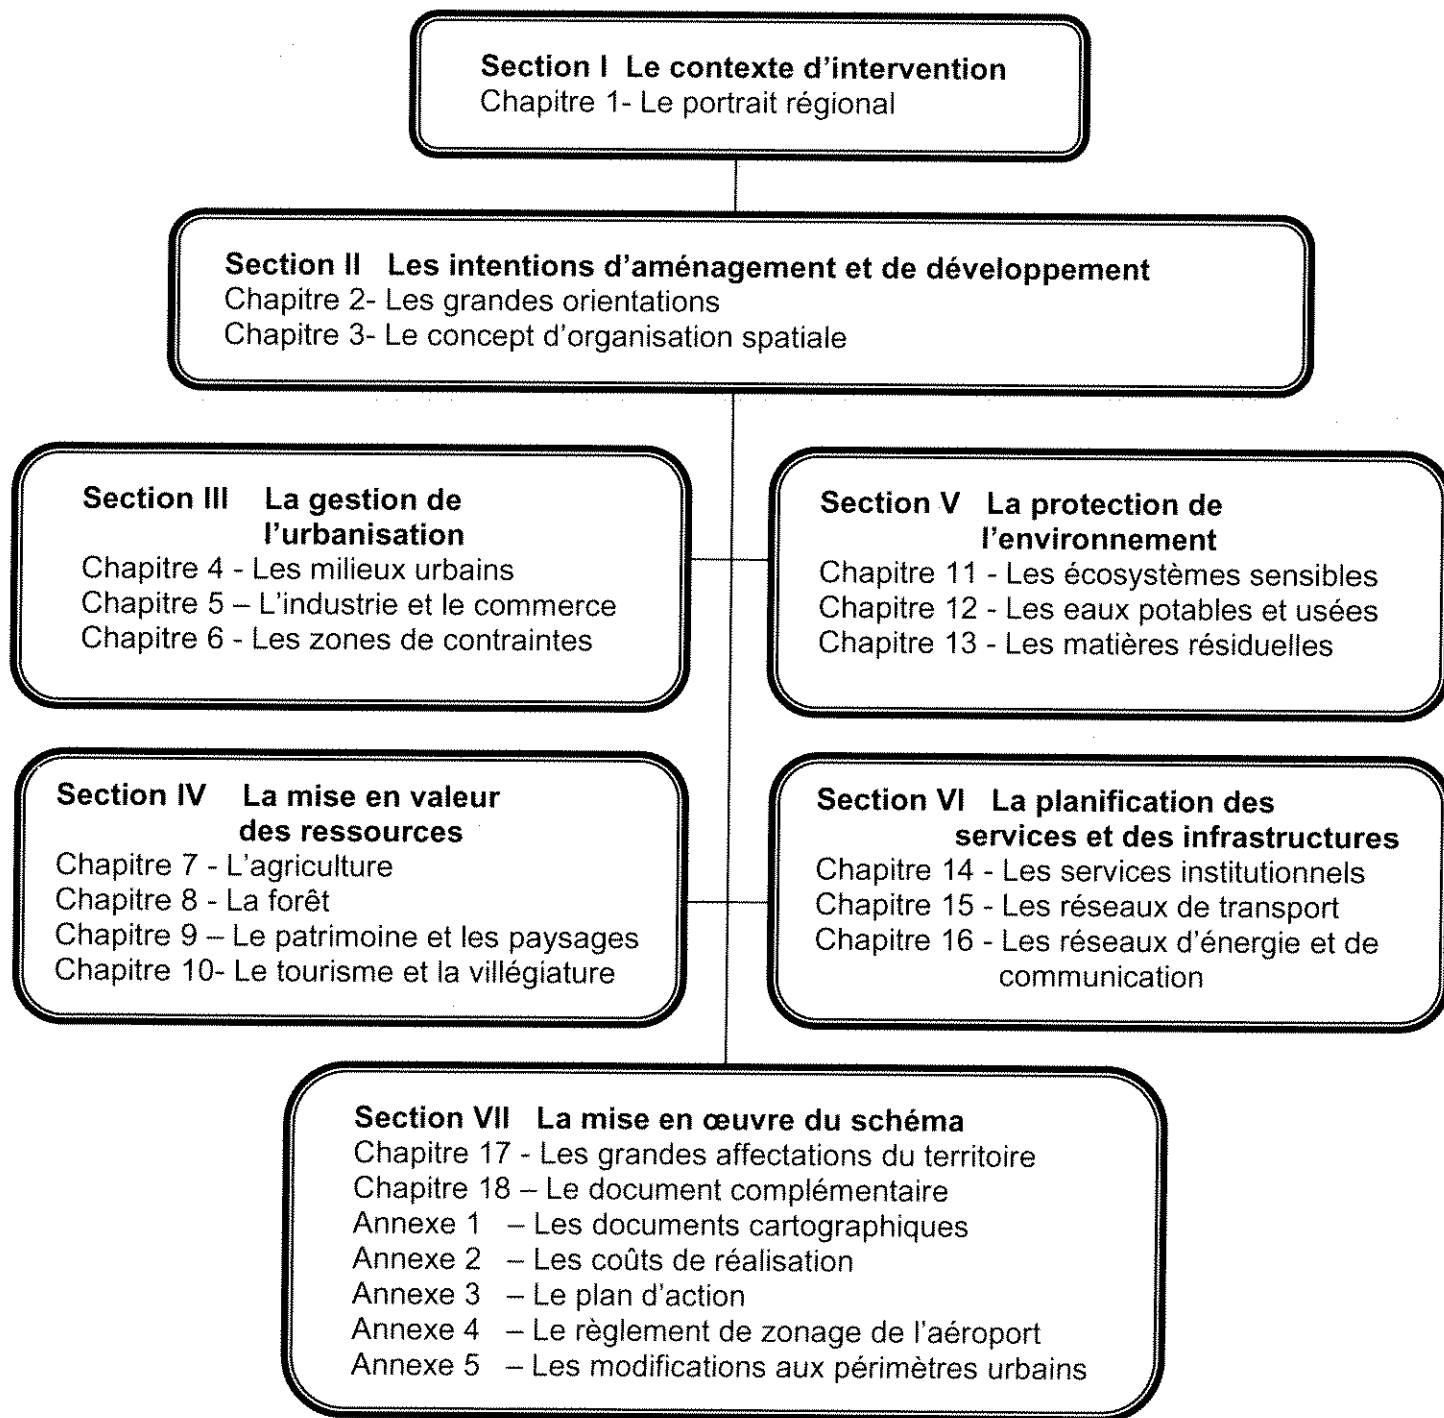 Section I Le contexte d'intervention
Chapitre 1- Le portrait régional
Section II Les intentions d'aménagement et de développement
Chapitre 2- Les grandes orientations
Chapitre 3- Le concept d'organisation spatiale
Section III La gestion de
l'urbanisation
Chapitre 4 - Les milieux urbains
Chapitre 5 – L'industrie et le commerce
Chapitre 6 - Les zones de contraintes
Section IV La mise en valeur
des ressources
Chapitre 7 - L'agriculture
Chapitre 8 - La forêt
Chapitre 9 – Le patrimoine et les paysages
Chapitre 10- Le tourisme et la villégiature
Section V La protection de
l'environnement
Chapitre 11 - Les écosystèmes sensibles
Chapitre 12 - Les eaux potables et usées
Chapitre 13 - Les matières résiduelles
Section VI La planification des
services et des infrastructures
Chapitre 14 - Les services institutionnels
Chapitre 15 - Les réseaux de transport
Chapitre 16 - Les réseaux d'énergie et de
communication
Section VII La mise en œuvre du schéma
Chapitre 17 - Les grandes affectations du territoire
Chapitre 18 – Le document complémentaire
Annexe 1 – Les documents cartographiques
Annexe 2 – Les coûts de réalisation
Annexe 3 – Le plan d'action
Annexe 4 – Le règlement de zonage de l'aéroport
Annexe 5 – Les modifications aux périmètres urbains